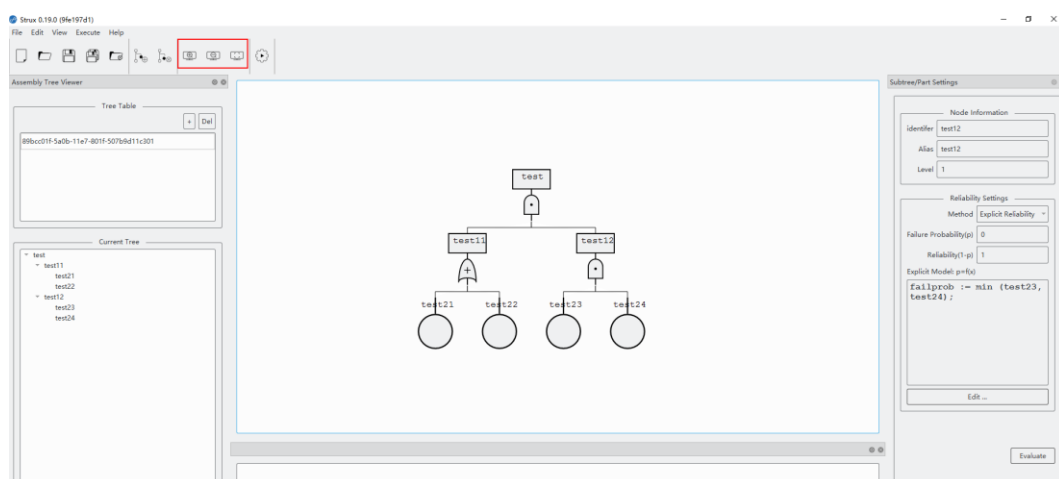 Strux 0.19.0 (9fe197d1)
File Edit View Execute Help
Assembly Tree Viewer
Tree Table
+ Del
89bcc01f-5a0b-11e7-801f-507b9d11c301
Current Tree
test
test11
test21
test22
test12
test23
test24
test
test11 test12
test21 test22 test23 test24
Subtree/Part Settings
Node Information
identifer test12
Alias test12
Level 1
Reliability Settings
Method Explicit Reliability
Failure Probability(p) 0
Reliability(1-p) 1
Explicit Model: p=f(x)
failprob := min (test23,
test24);
Edit ...
Evaluate